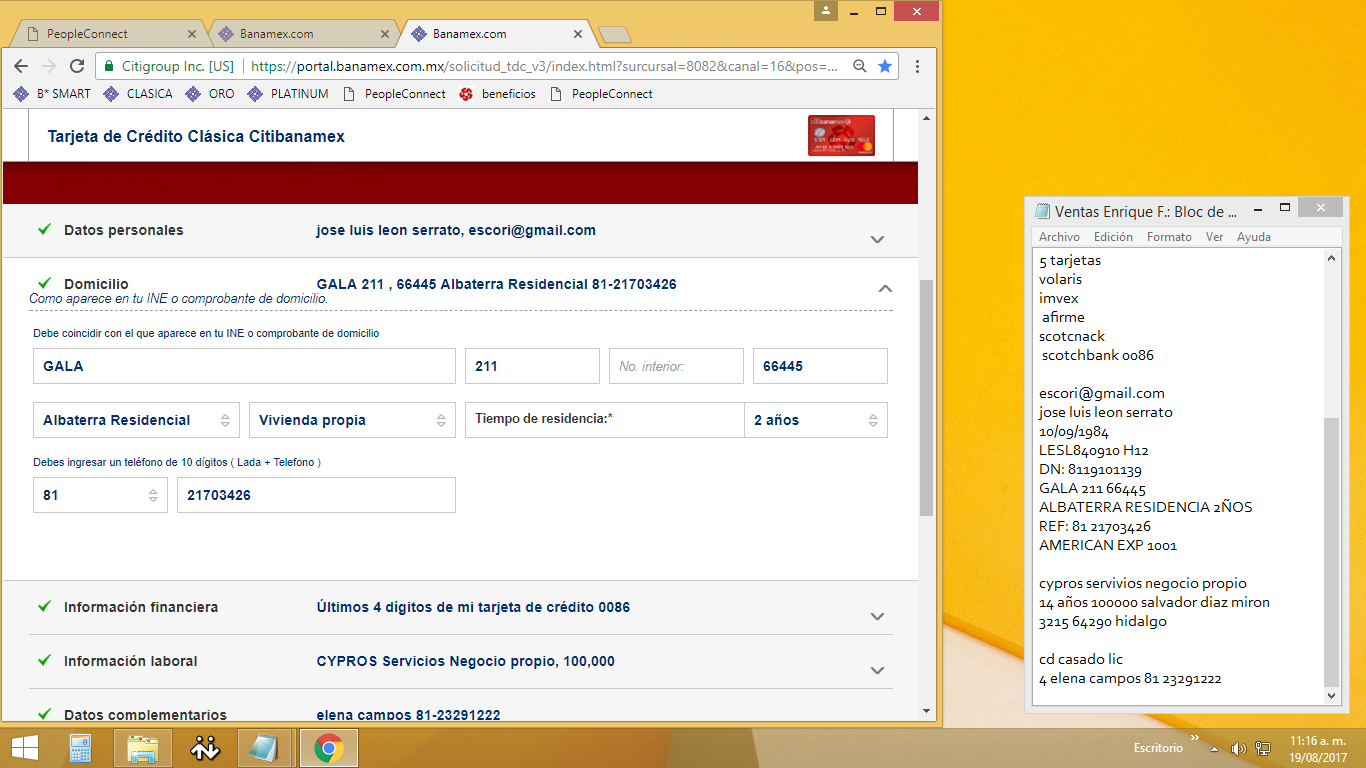 PeopleConnect
Banamex.com
Banamex.com
Citigroup Inc. [US]
https://portal.banamex.com.mx/solicitud_tdc_v3/index.html?surcursal=8082&canal=16&pos=...
B* SMART
CLASICA
ORO
PLATINUM
PeopleConnect
beneficios
PeopleConnect
Tarjeta de Crédito Clásica Citibanamex
Datos personales
jose luis leon serrato, escori@gmail.com
Domicilio
GALA 211 , 66445 Albaterra Residencial 81-21703426
Como aparece en tu INE o comprobante de domicilio.
Debe coincidir con el que aparece en tu INE o comprobante de domicilio
GALA
211
No. interior:
66445
Albaterra Residencial
Vivienda propia
Tiempo de residencia:*
2 años
Debes ingresar un teléfono de 10 dígitos ( Lada + Telefono )
81
21703426
Información financiera
Últimos 4 dígitos de mi tarjeta de crédito 0086
Información laboral
CYPROS Servicios Negocio propio, 100,000
Datos complementarios
elena campos 81-23291222
Ventas Enrique F.: Bloc de ...
Archivo Edición Formato Ver Ayuda
5 tarjetas
volaris
imvex
afirme
scotcnack
scotchbank 0086
escori@gmail.com
jose luis leon serrato
10/09/1984
LESL840910 H12
DN: 8119101139
GALA 211 66445
ALBATERRA RESIDENCIA 2ÑOS
REF: 81 21703426
AMERICAN EXP 1001
cypros servivios negocio propio
14 años 100000 salvador diaz miron
3215 64290 hidalgo
cd casado lic
4 elena campos 81 23291222
Escritorio
11:16 a. m.
19/08/2017